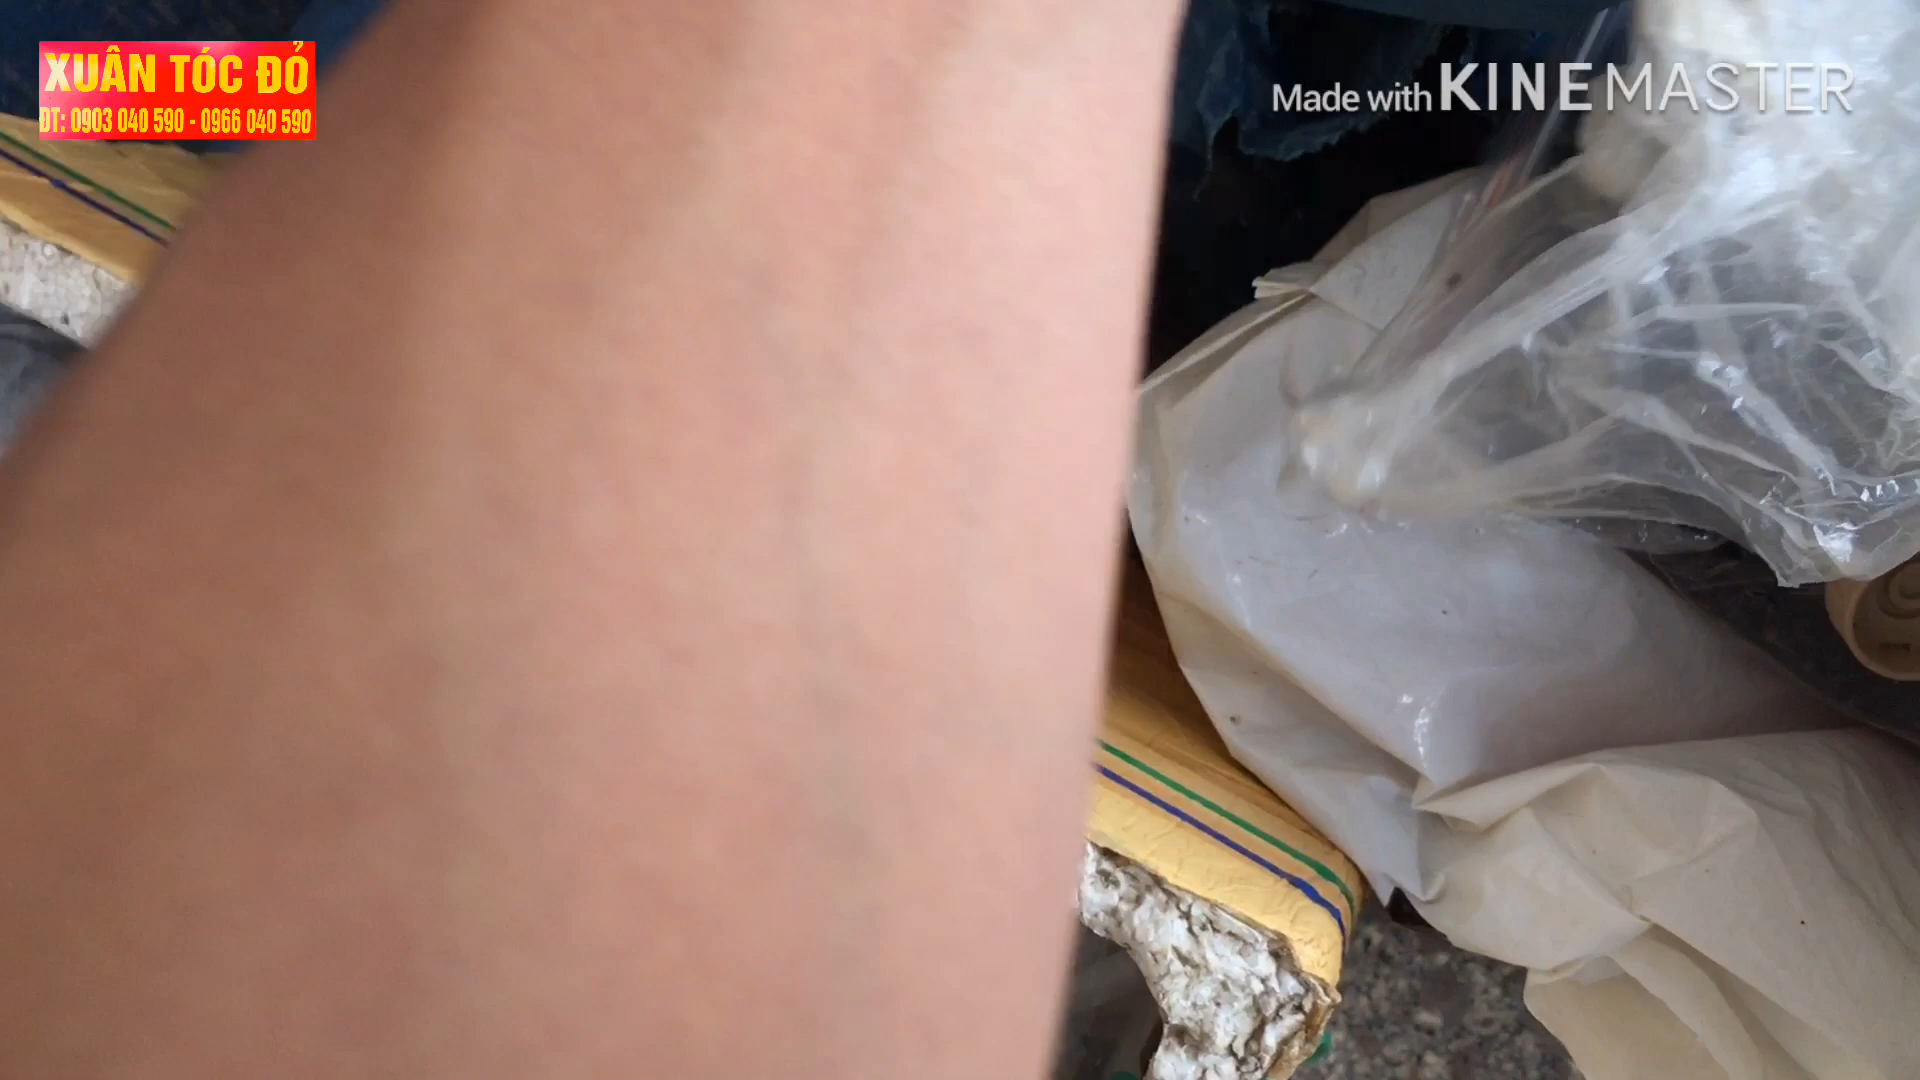 XUÂN TÓC ĐỎ
ĐT: 0903 040 590 - 0966 040 590
Made with KINEMASTER